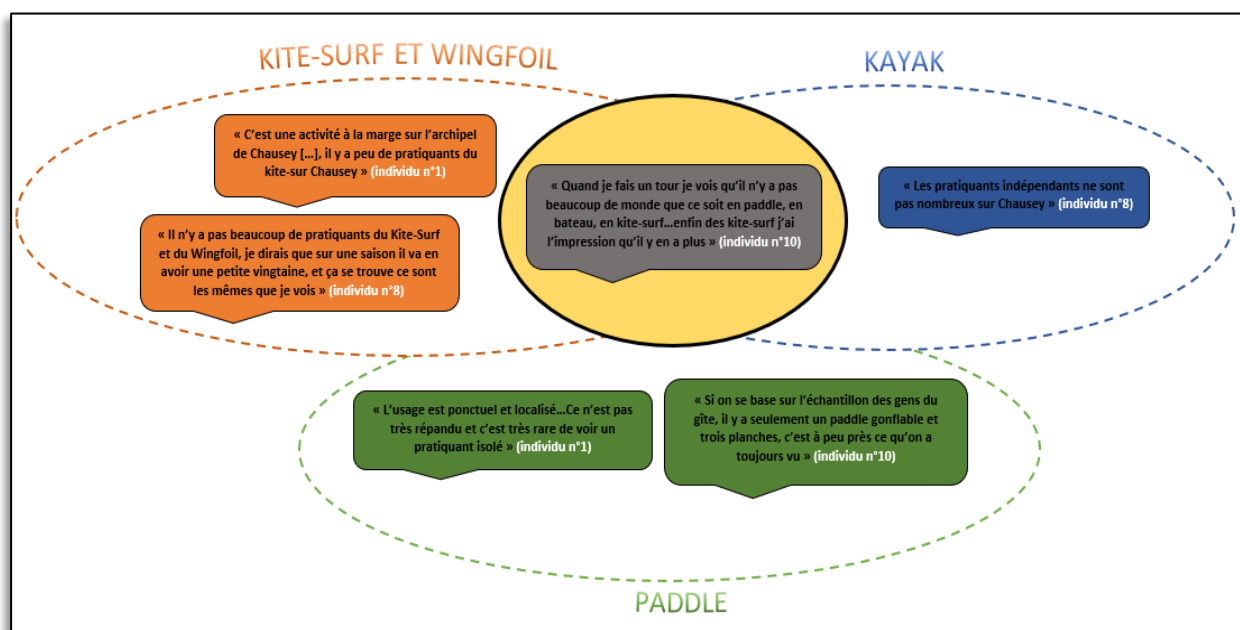 KITE-SURF ET WINGFOIL
KAYAK
« C'est une activité à la marge sur l'archipel
de Chausey […], il y a peu de pratiquants du
kite-sur Chausey » (individu n°1)
« Il n'y a pas beaucoup de pratiquants du Kite-Surf
et du Wingfoil, je dirais que sur une saison il va en
avoir une petite vingtaine, et ça se trouve ce sont
les mêmes que je vois » (individu n°8)
« Quand je fais un tour je vois qu'il n'y a pas
beaucoup de monde que ce soit en paddle, en
bateau, en kite-surf…enfin des kite-surf j'ai
l'impression qu'il y en a plus » (individu n°10)
« Les pratiquants indépendants ne sont
pas nombreux sur Chausey » (individu n°8)
« L'usage est ponctuel et localisé…Ce n'est pas
très répandu et c'est très rare de voir un
pratiquant isolé » (individu n°1)
« Si on se base sur l'échantillon des gens du
gîte, il y a seulement un paddle gonflable et
trois planches, c'est à peu près ce qu'on a
toujours vu » (individu n°10)
PADDLE